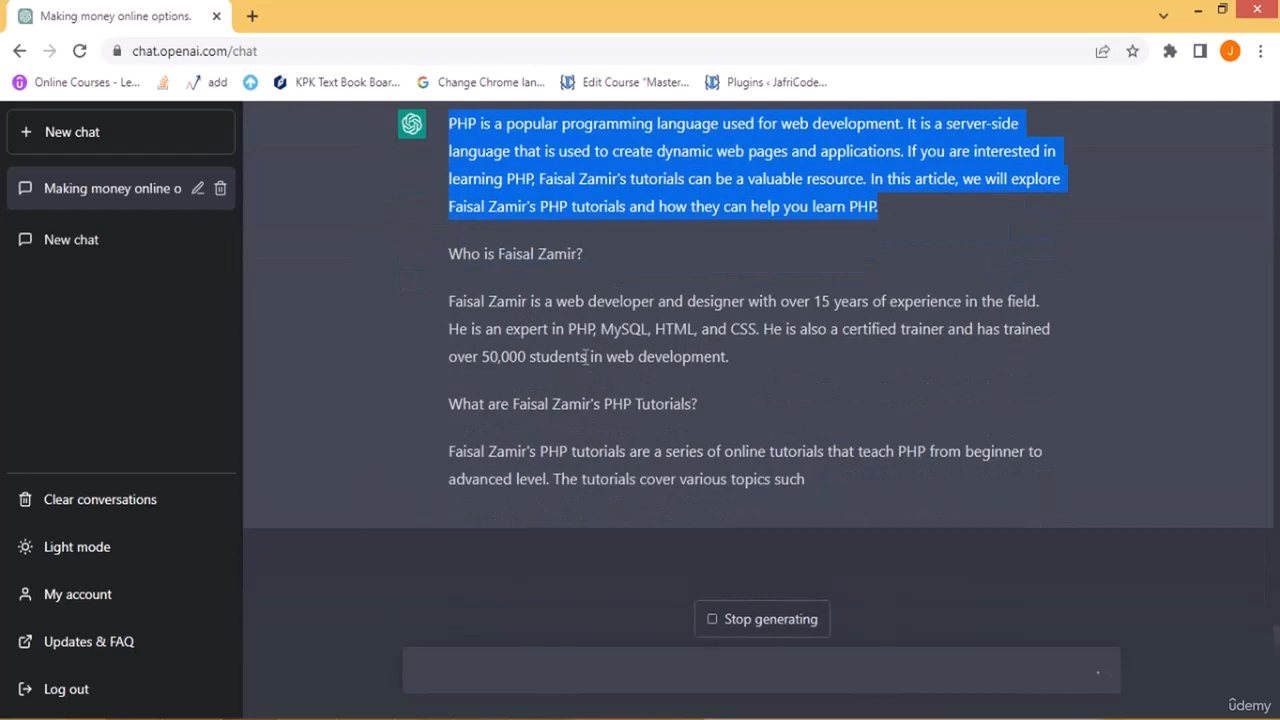 Making money online options.
chat.openai.com/chat
J
Online Courses - Le...
add
KPK Text Book Boar...
Change Chrome lan...
Edit Course “Master...
Plugins ‹ JafriCode...
New chat
Making money online o
New chat
PHP is a popular programming language used for web development. It is a server-side
language that is used to create dynamic web pages and applications. If you are interested in
learning PHP, Faisal Zamir's tutorials can be a valuable resource. In this article, we will explore
Faisal Zamir's PHP tutorials and how they can help you learn PHP.
Who is Faisal Zamir?
Faisal Zamir is a web developer and designer with over 15 years of experience in the field.
He is an expert in PHP, MySQL, HTML, and CSS. He is also a certified trainer and has trained
over 50,000 students in web development.
What are Faisal Zamir's PHP Tutorials?
Faisal Zamir's PHP tutorials are a series of online tutorials that teach PHP from beginner to
advanced level. The tutorials cover various topics such
Clear conversations
Light mode
My account
Updates & FAQ
Log out
Stop generating
ûdemy